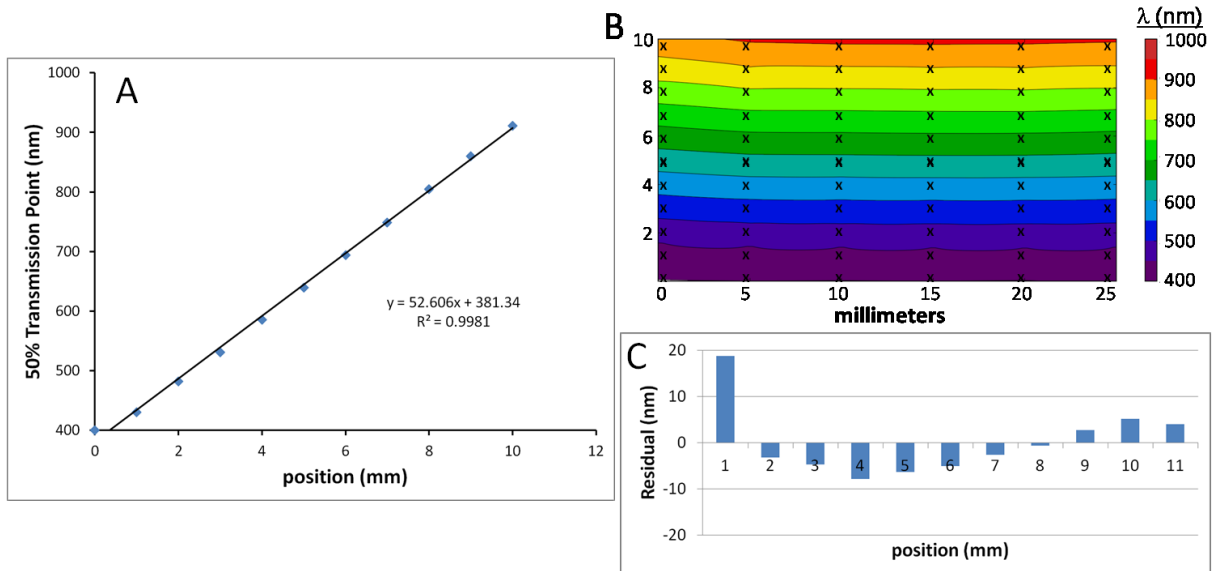 A
1000
900
800
700
600
500
400
0
2
4
6
8
10
12
50% Transmission Point (nm)
position (mm)
y = 52.606x + 381.34
R² = 0.9981
B
10
8
6
4
2
x x x x x x
x x x x x x
x x x x x x
x x x x x x
x x x x x x
x x x x x x
x x x x x x
x x x x x x
x x x x x x
x x x x x x
x x x x x x
0 5 10 15 20 25
millimeters
λ (nm)
1000
900
800
700
600
500
400
C
20
10
0
-10
-20
Residual (nm)
1 2 3 4 5 6 7 8 9 10 11
position (mm)